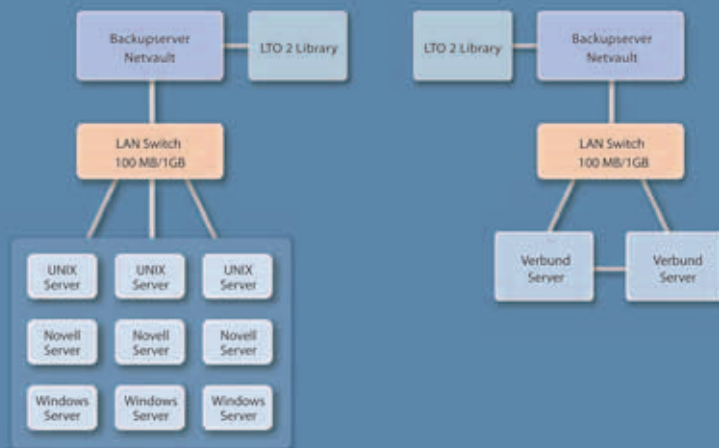 Backupserver
Netvault
LTO 2 Library
LAN Switch
100 MB/1GB
UNIX
Server
UNIX
Server
UNIX
Server
Novell
Server
Novell
Server
Novell
Server
Windows
Server
Windows
Server
Windows
Server
LTO 2 Library
Backupserver
Netvault
LAN Switch
100 MB/1GB
Verbund
Server
Verbund
Server